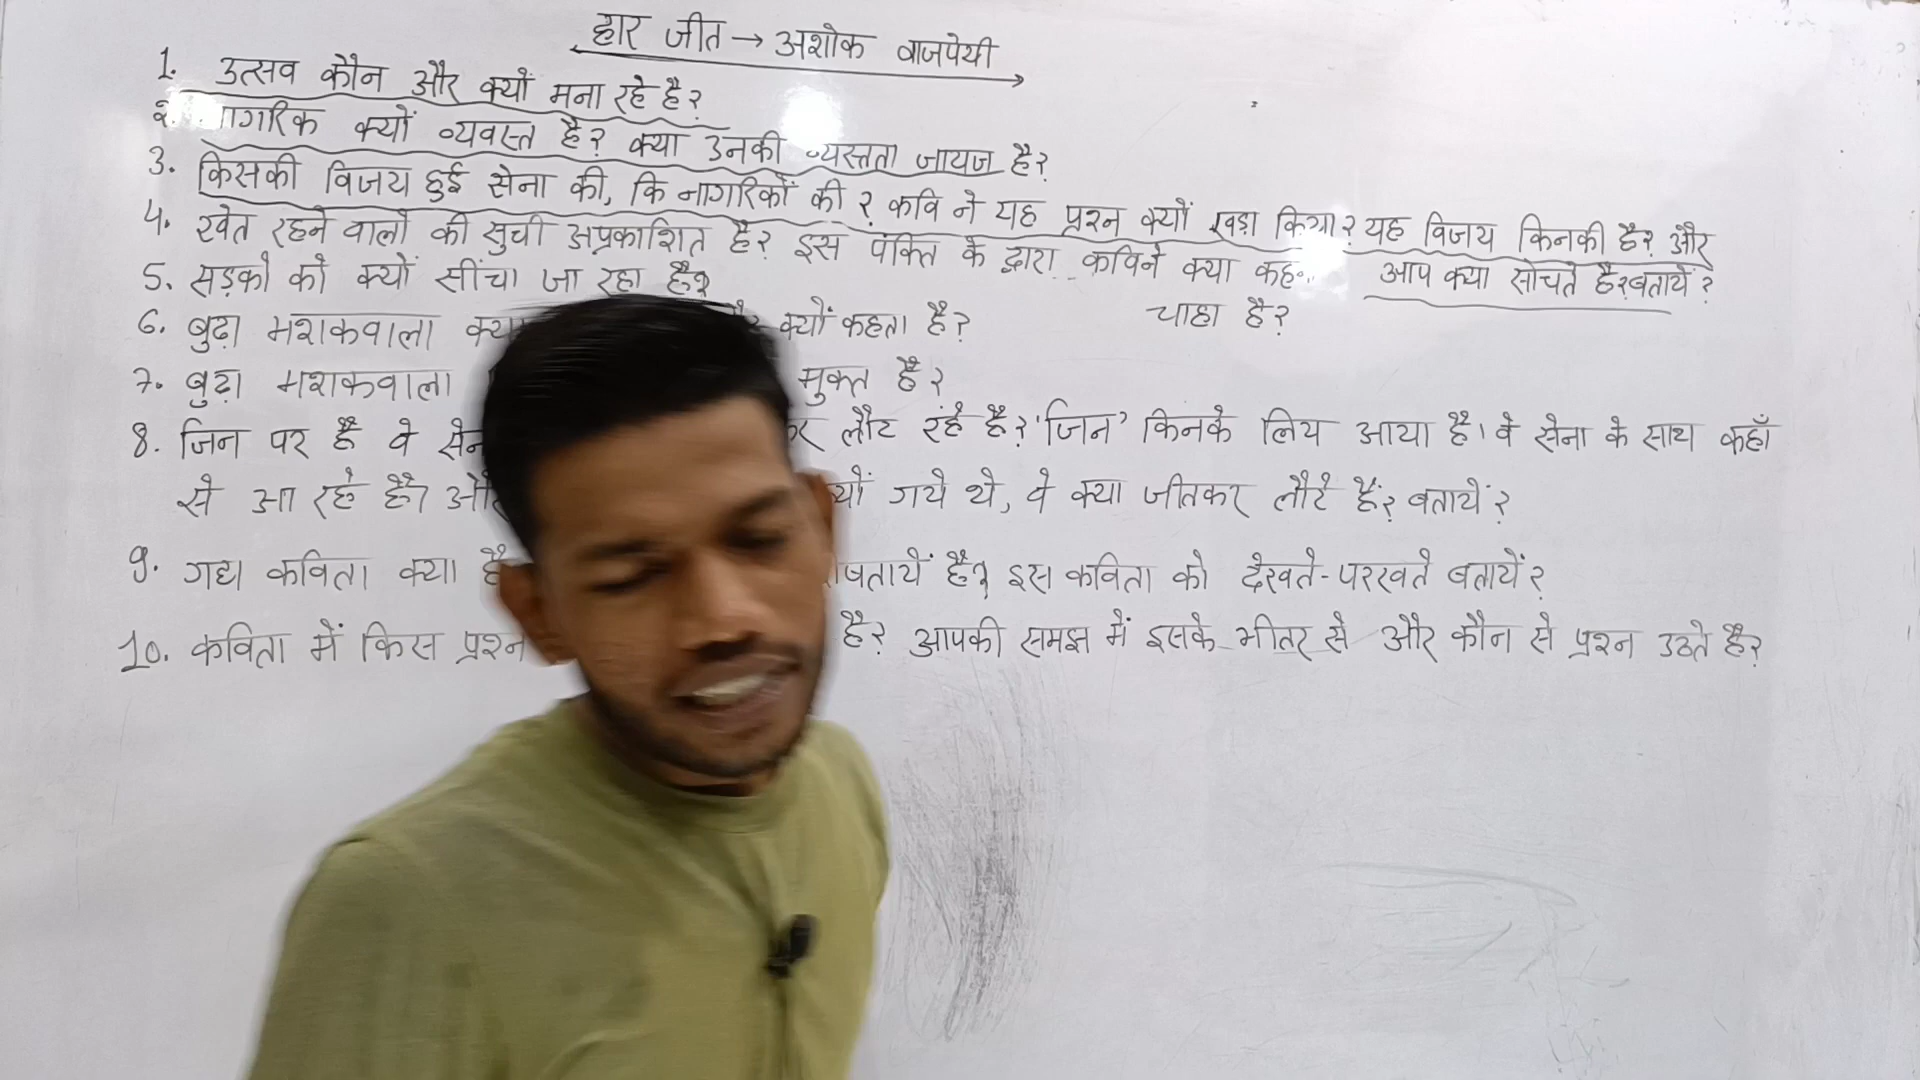 हार जीत → अशोक वाजपेयी
1. उत्सव कौन और क्यों मना रहे है?
2. नागरिक क्यों व्यवस्त है? क्या उनकी व्यस्तता जायज है?
3. किसकी विजय हुई सेना की, कि नागरिकों की? कवि ने यह प्रश्न क्यों खड़ा किया? यह विजय किनकी है? और
आप क्या सोचते है? बतायें?
4. खेत रहने वालों की सुची अप्रकाशित है? इस पंक्ति के द्वारा कविने क्या
चाहा है?
5. सड़को को क्यों सींचा जा रहा है?
6. बुढ़ा मशकवाला क्या क्यों कहता है?
7. बुढ़ा मशकवाला मुक्त है?
8. जिन पर है वे लौट रहे है? 'जिन' किनके लिय आया है। वे सेना के साथ कहाँ
से आ रहे है? गये थे, वे क्या जीतकर लौटे हैं? बतायें?
9. गद्य कविता क्या है? इस कविता को देखते-परखते बतायें?
10. कविता में किस प्रश्न है? आपकी समझ में इसके भीतर से और कौन से प्रश्न उठते है?